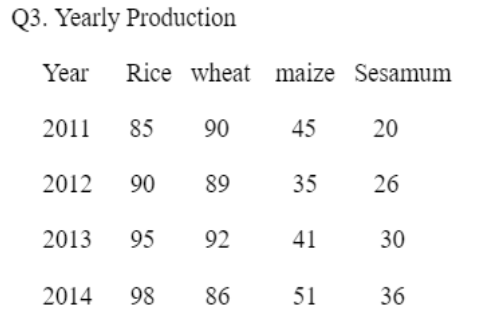 Q3. Yearly Production
Year Rice wheat maize Sesamum
2011 85 90 45 20
2012 90 89 35 26
2013 95 92 41 30
2014 98 86 51 36